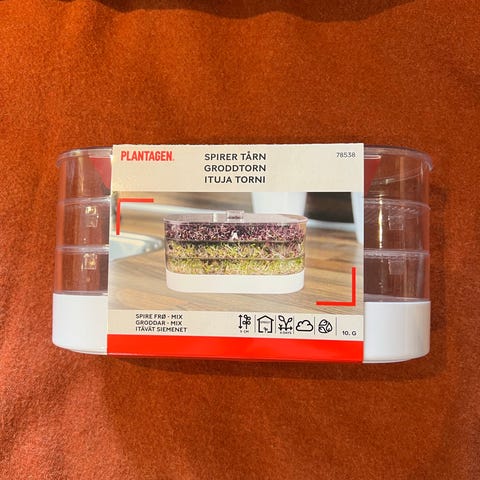 PLANTAGEN.
SPIRER TÅRN
GRODDTORN
ITUJA TORNI
78538
SPIRE FRØ - MIX
GRODDAR - MIX
ITÄVÄT SIEMENET
10. G